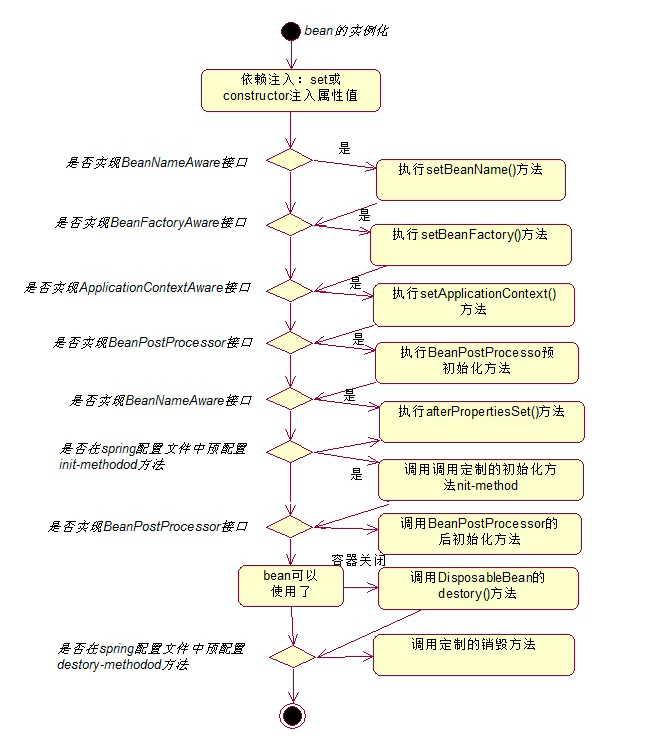 bean的实例化
依赖注入：set或
constructor注入属性值
是否实现BeanNameAware接口
是
执行setBeanName()方法
是否实现BeanFactoryAware接口
是
执行setBeanFactory()方法
是否实现ApplicationContextAware接口
是
执行setApplicationContext()
方法
是否实现BeanPostProcessor接口
是
执行BeanPostProcesso预
初始化方法
是否实现BeanNameAware接口
是
执行afterPropertiesSet()方法
是否在spring配置文件中预配置
init-methodod方法
是
调用调用定制的初始化方
法nit-method
是否实现BeanPostProcessor接口
调用BeanPostProcessor的
后初始化方法
bean可以
使用了
容器关闭
调用DisposableBean的
destory()方法
是否在spring配置文件中预配置
destory-methodod方法
调用定制的销毁方法